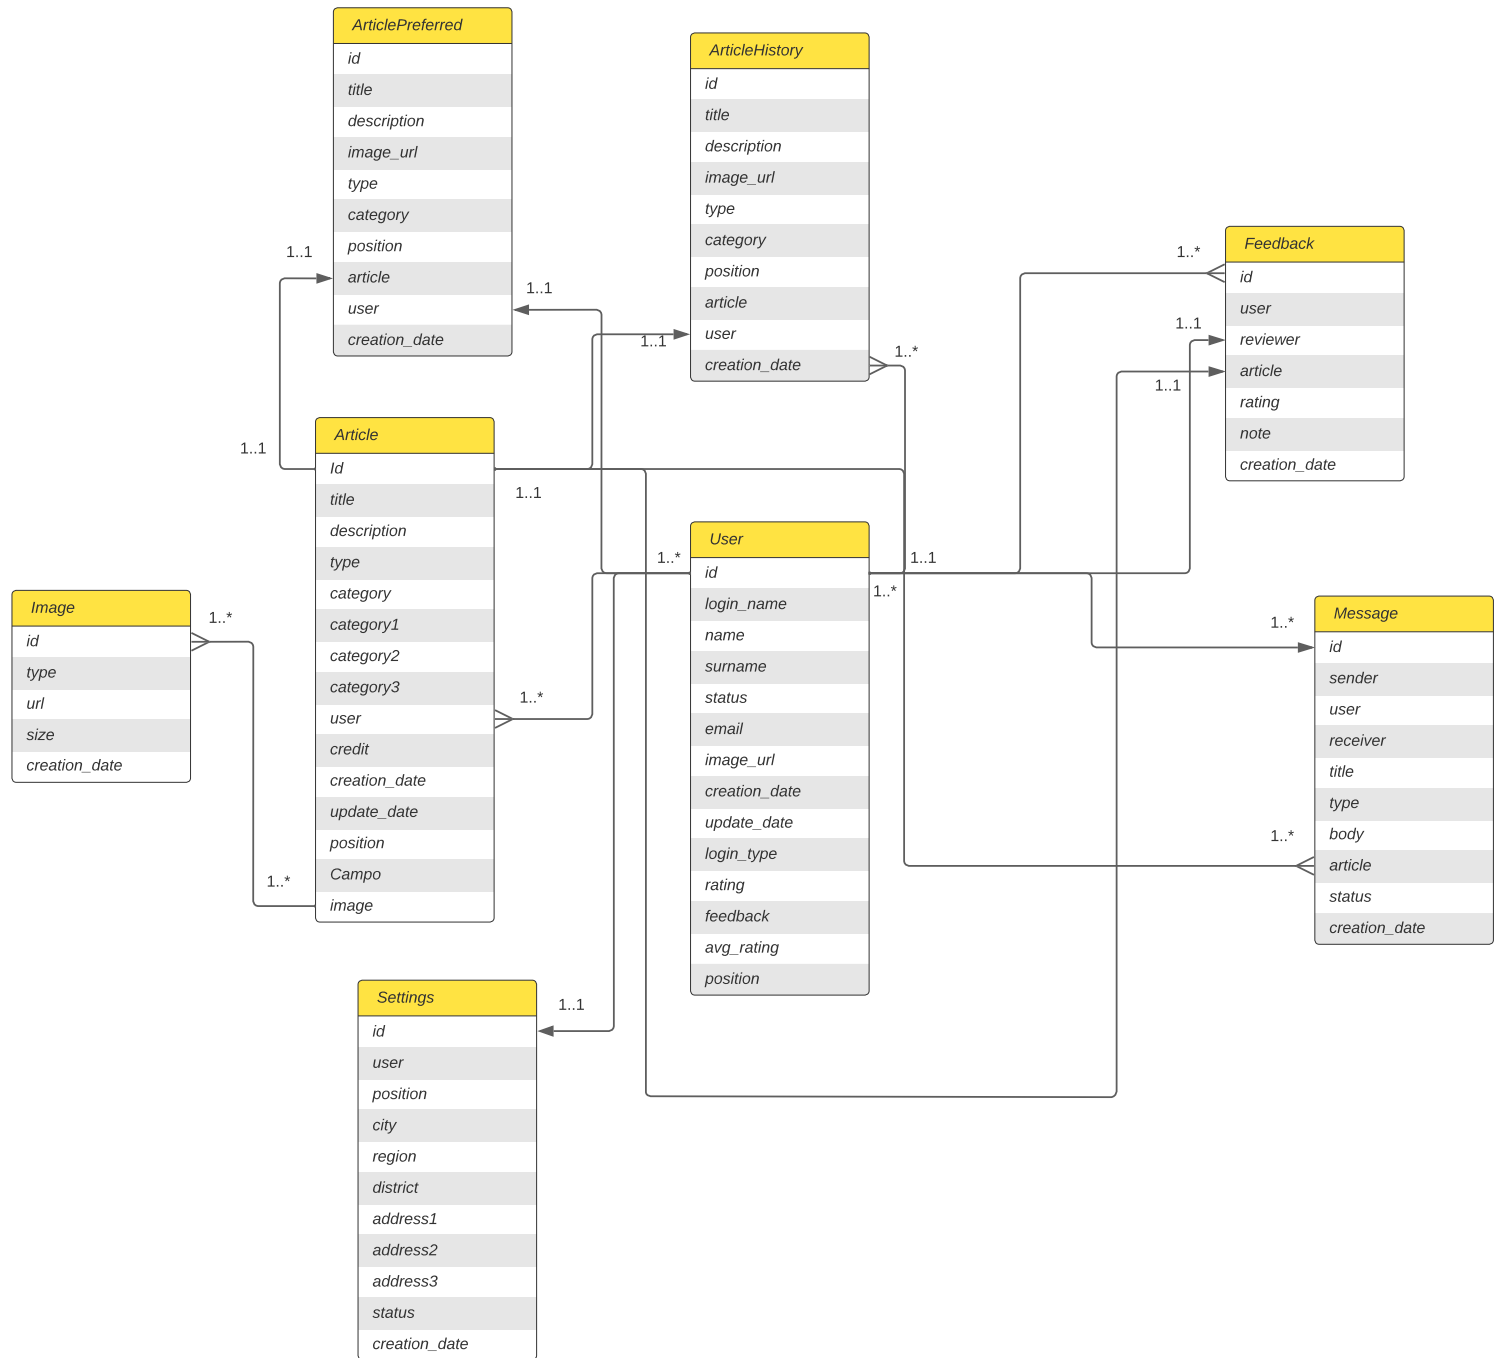 ArticlePreferred
id
title
description
image_url
type
category
position
article
user
creation_date
ArticleHistory
id
title
description
image_url
type
category
position
article
user
creation_date
Feedback
id
user
reviewer
article
rating
note
creation_date
Article
Id
title
description
type
category
category1
category2
category3
user
credit
creation_date
update_date
position
Campo
image
User
id
login_name
name
surname
status
email
image_url
creation_date
update_date
login_type
rating
feedback
avg_rating
position
Image
id
type
url
size
creation_date
Message
id
sender
user
receiver
title
type
body
article
status
creation_date
Settings
id
user
position
city
region
district
address1
address2
address3
status
creation_date
1..1
1..1
1..1
1..*
1..*
1..1
1..1
1..1
1..1
1..*
1..1
1..*
1..*
1..*
1..*
1..*
1..*
1..1